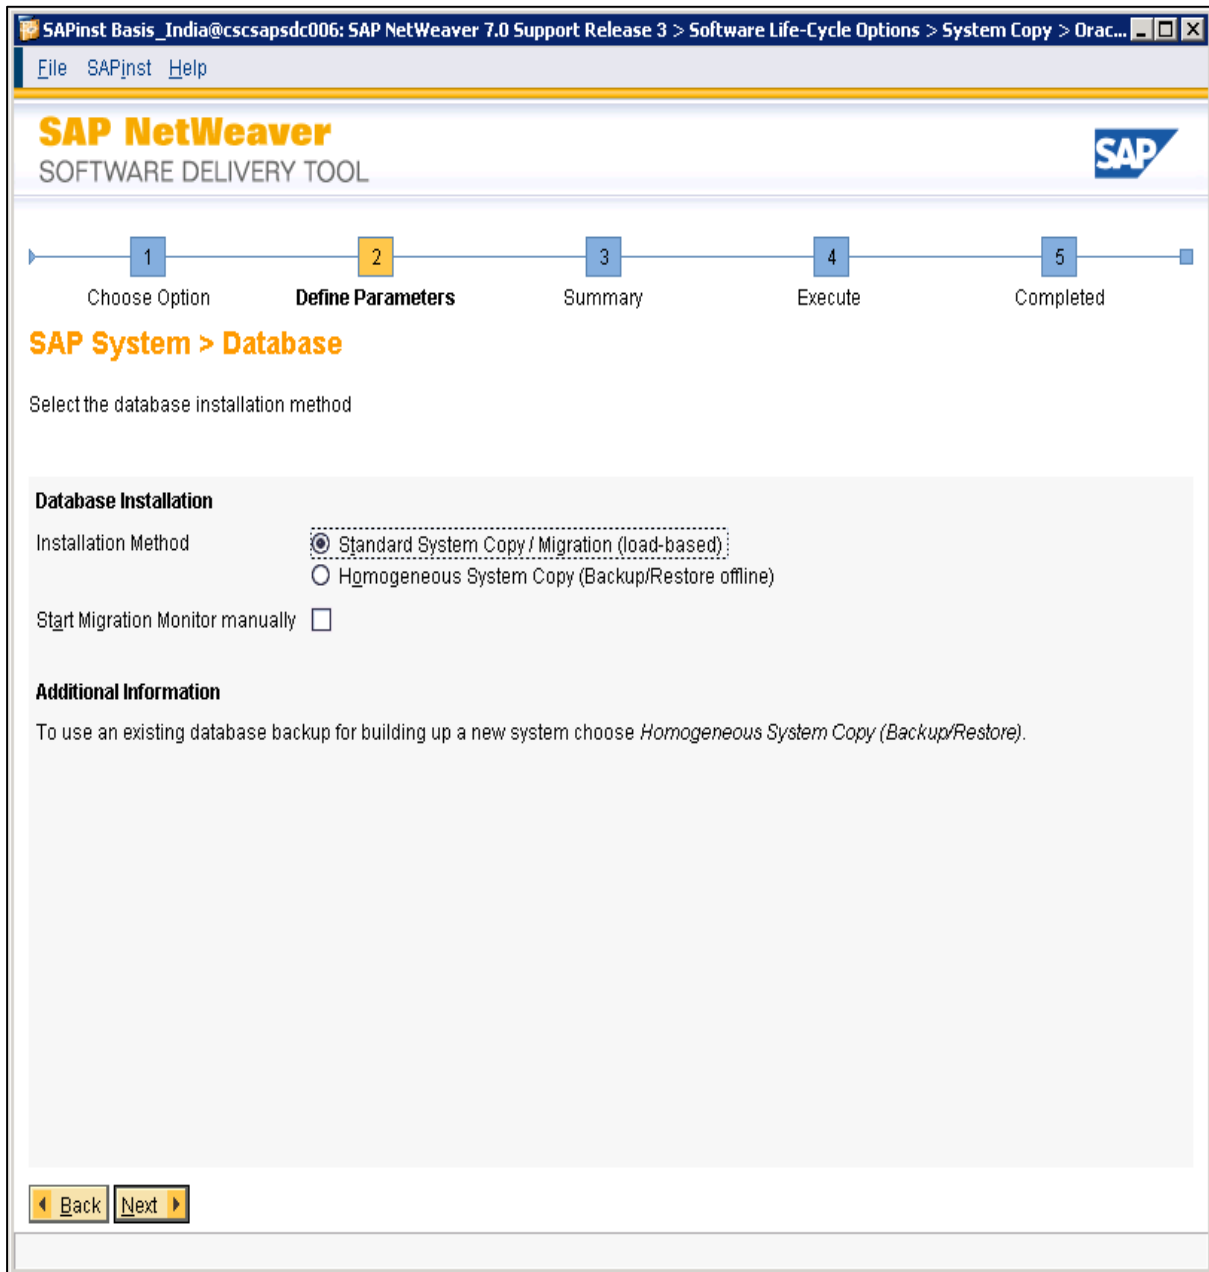 SAPinst Basis_India@cscsapsdc006: SAP NetWeaver 7.0 Support Release 3 > Software Life-Cycle Options > System Copy > Orac...
File SAPinst Help
SAP NetWeaver
SOFTWARE DELIVERY TOOL
SAP
1 2 3 4 5
Choose Option Define Parameters Summary Execute Completed
SAP System > Database
Select the database installation method
Database Installation
Installation Method Standard System Copy / Migration (load-based)
Homogeneous System Copy (Backup/Restore offline)
Start Migration Monitor manually
Additional Information
To use an existing database backup for building up a new system choose Homogeneous System Copy (Backup/Restore).
Back Next